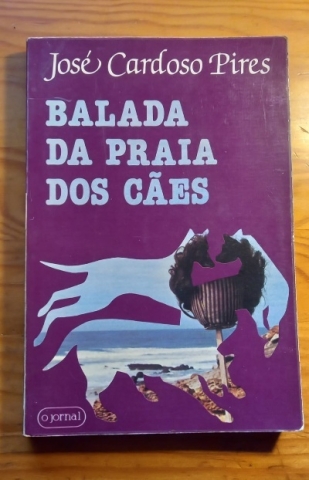 José Cardoso Pires
BALADA
DA PRAIA
DOS CÃES
o jornal